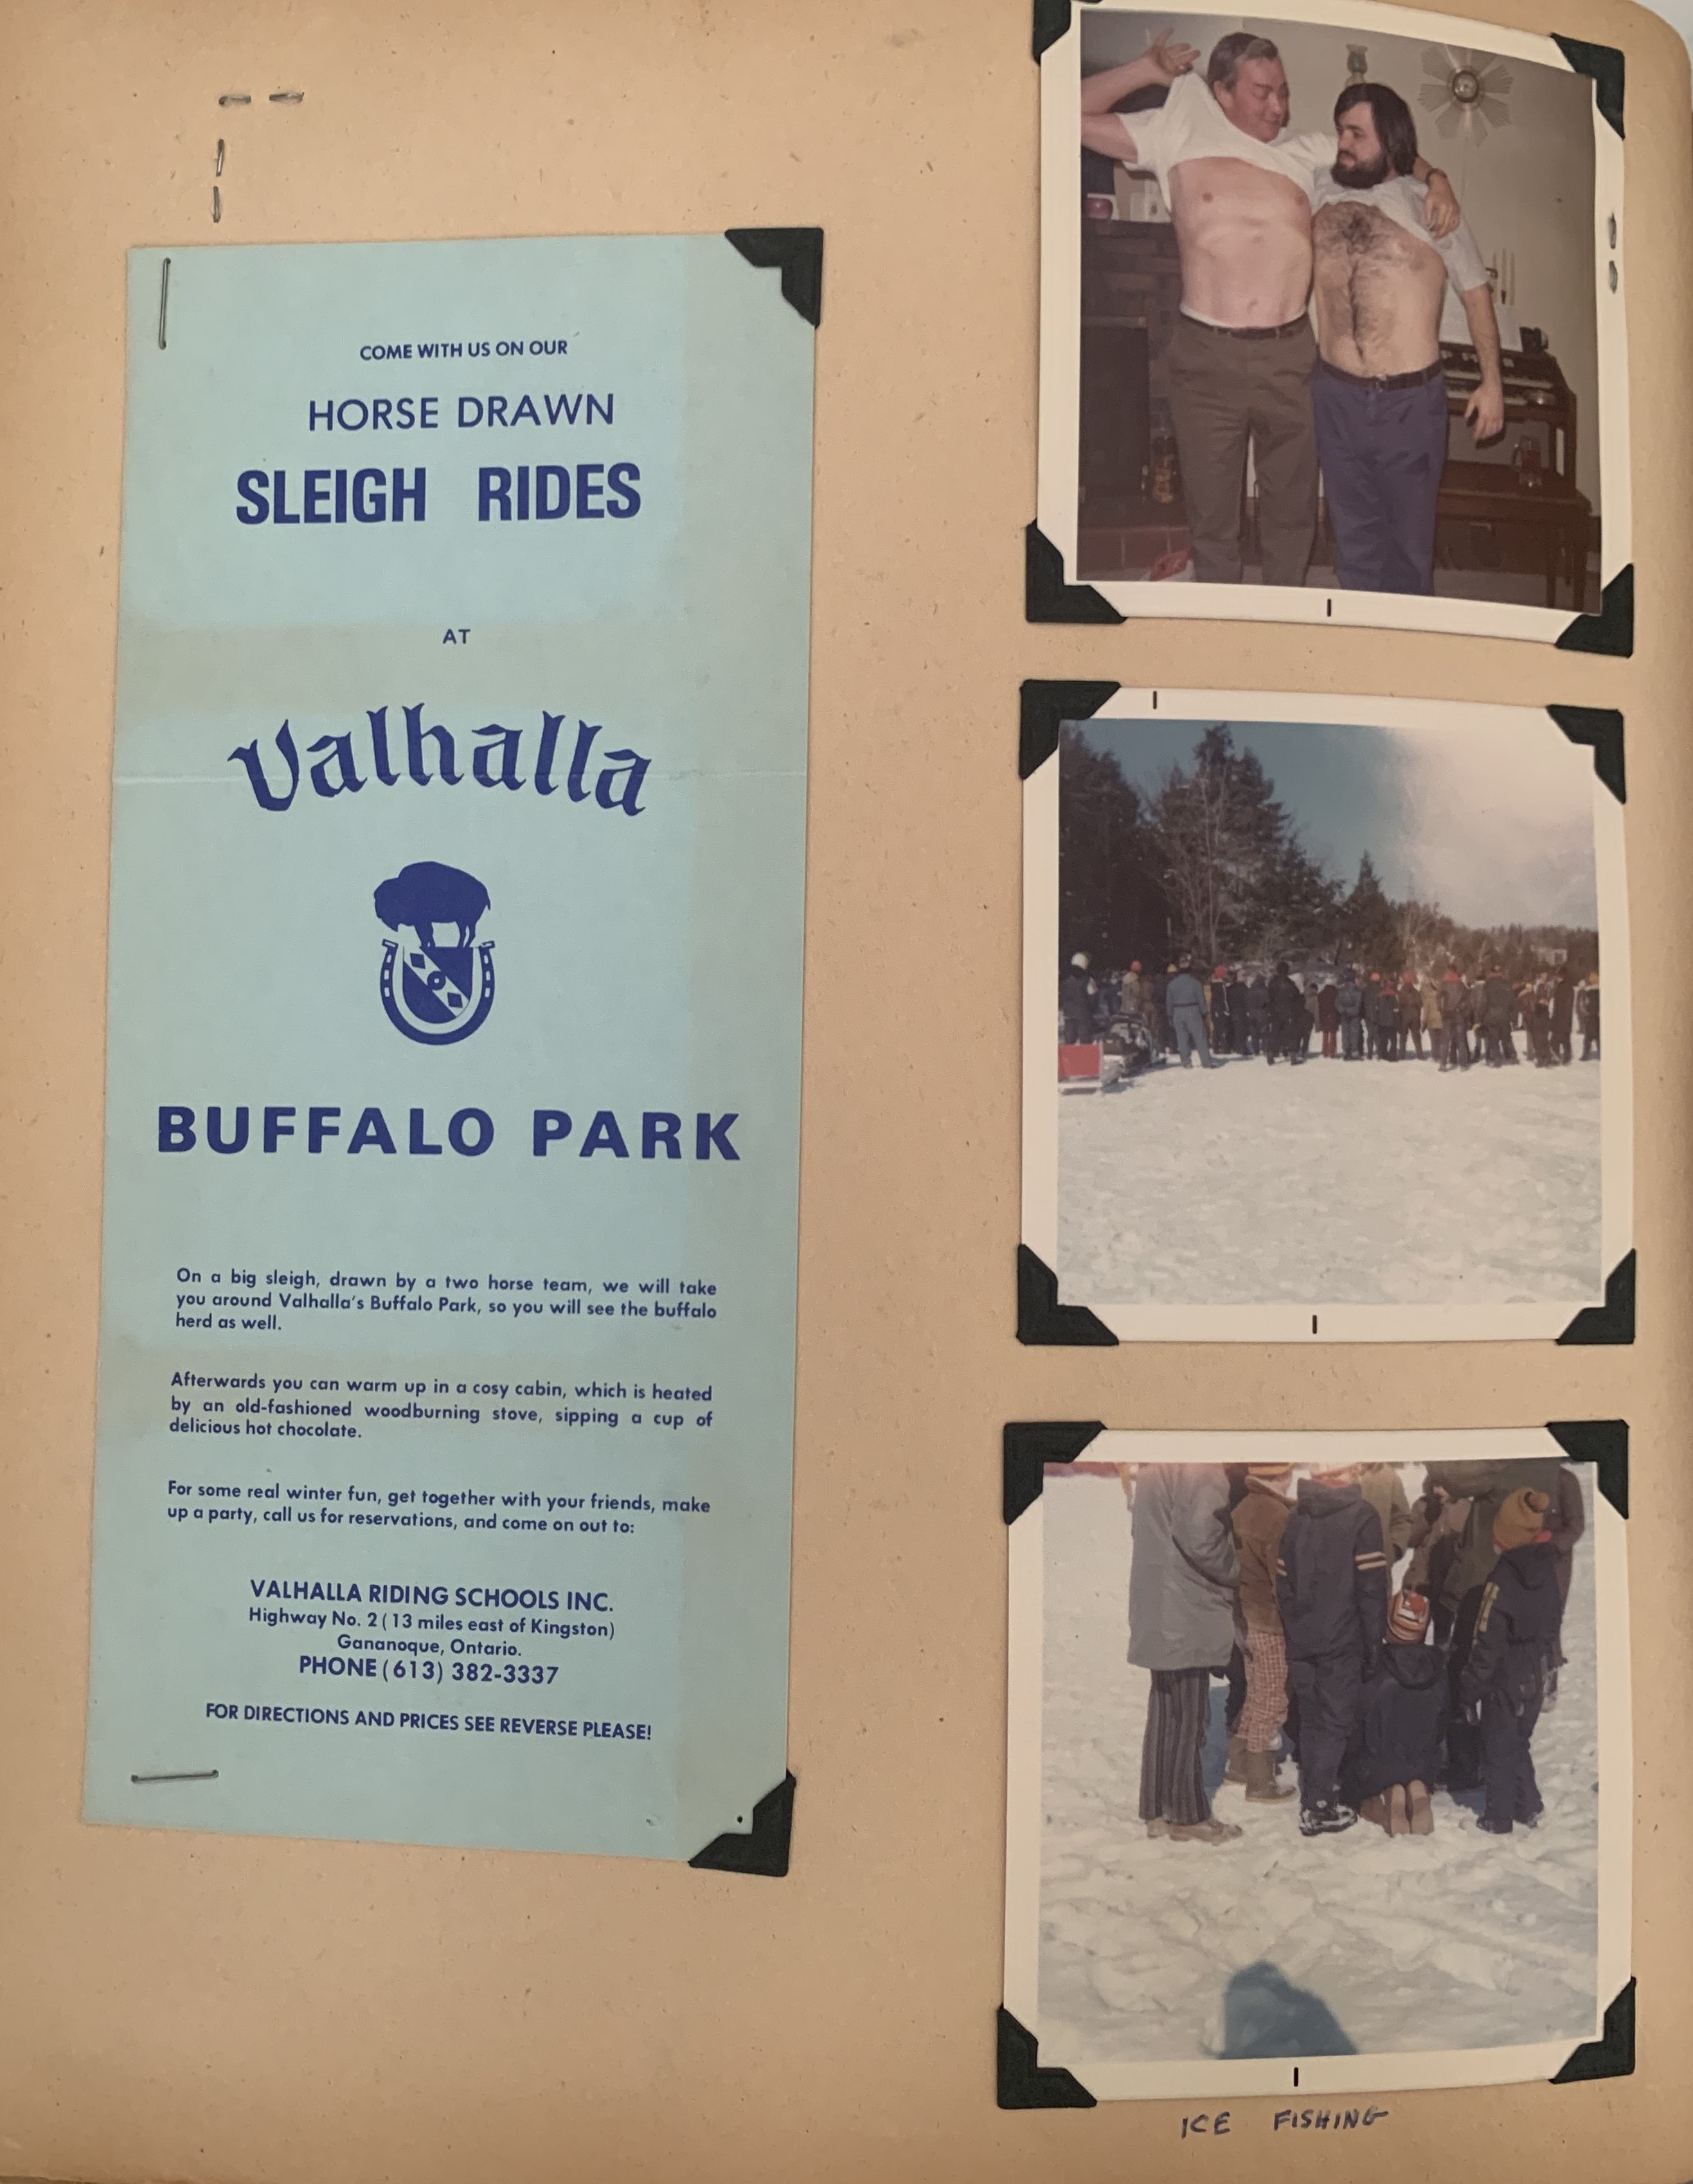 COME WITH US ON OUR
HORSE DRAWN
SLEIGH RIDES
AT
Valhalla
BUFFALO PARK
On a big sleigh, drawn by a two horse team, we will take
you around Valhalla's Buffalo Park, so you will see the buffalo
herd as well.
Afterwards you can warm up in a cosy cabin, which is heated
by an old-fashioned woodburning stove, sipping a cup of
delicious hot chocolate.
For some real winter fun, get together with your friends, make
up a party, call us for reservations, and come on out to:
VALHALLA RIDING SCHOOLS INC.
Highway No. 2 (13 miles east of Kingston)
Gananoque, Ontario.
PHONE (613) 382-3337
FOR DIRECTIONS AND PRICES SEE REVERSE PLEASE!
ICE FISHING